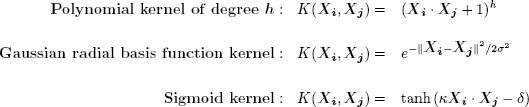 Polynomial kernel of degree h : K(X_i, X_j) = (X_i · X_j + 1)^h
Gaussian radial basis function kernel : K(X_i, X_j) = e^{-‖X_i - X_j‖^2/2σ^2}
Sigmoid kernel : K(X_i, X_j) = tanh(κX_i · X_j − δ)